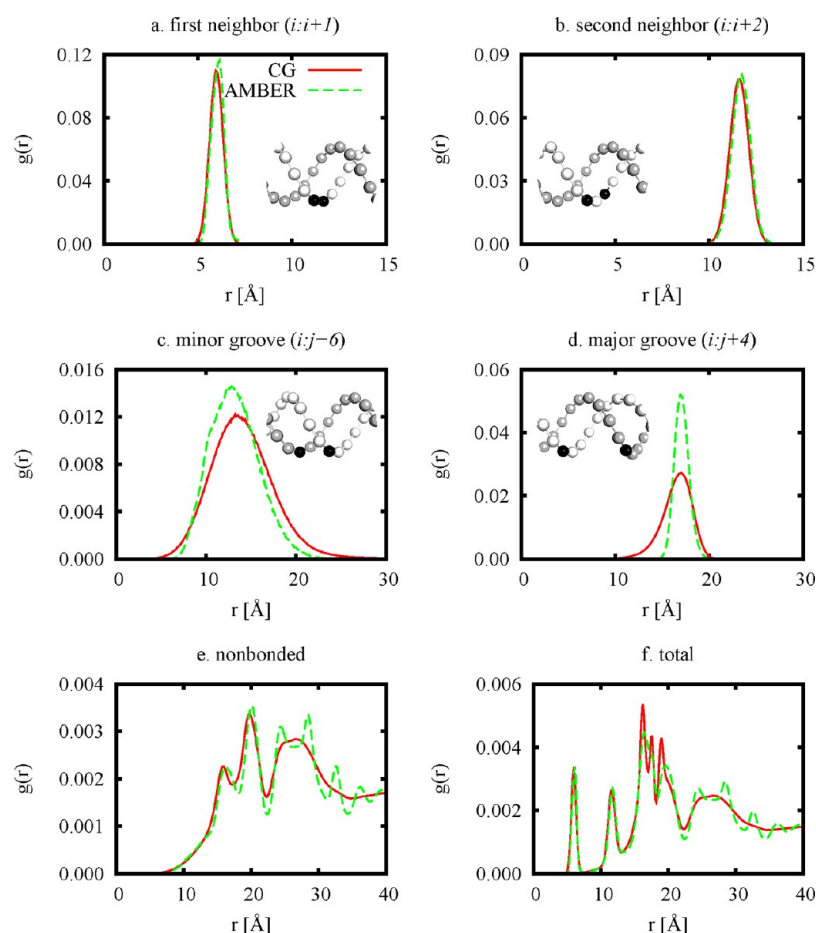 a. first neighbor (i:i+1)
0.12
0.08
0.04
0.00
g(r)
CG
AMBER
0
5
10
15
r [Å]
b. second neighbor (i:i+2)
0.09
0.06
0.03
0.00
g(r)
0
5
10
15
r [Å]
c. minor groove (i:j−6)
0.016
0.012
0.008
0.004
0.000
g(r)
0
10
20
30
r [Å]
d. major groove (i:j+4)
0.06
0.04
0.02
0.00
g(r)
0
10
20
30
r [Å]
e. nonbonded
0.004
0.003
0.002
0.001
0.000
g(r)
0
10
20
30
40
r [Å]
f. total
0.006
0.004
0.002
0.000
g(r)
0
10
20
30
40
r [Å]